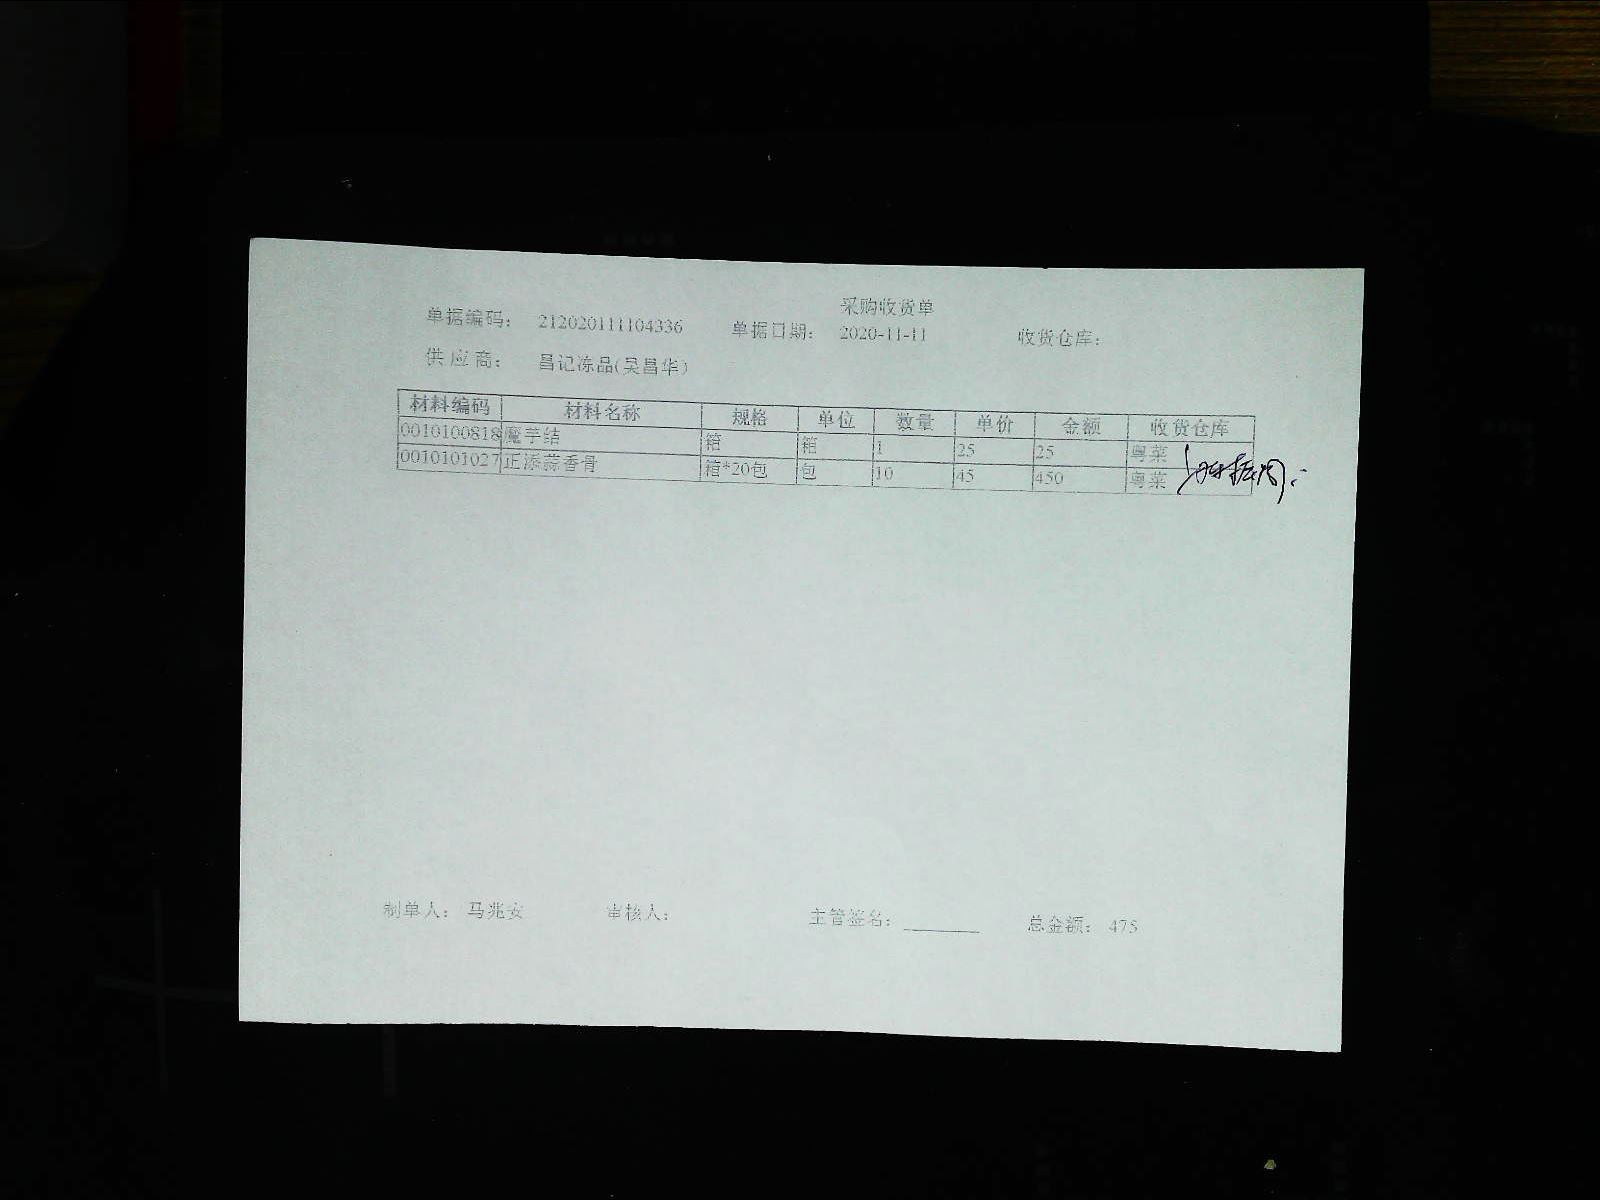 采购收货单
单据编码: 212020111104336 单据日期: 2020-11-11 收货仓库:
供应商: 昌记冻品(吴昌华)
材料编码 材料名称 规格 单位 数量 单价 金额 收货仓库
0010100818 魔芋结 箱 箱 1 25 25 粤菜
0010101027 正添蒜香骨 箱*20包 包 10 45 450 粤菜
制单人: 马兆安 审核人: 主管签名: 总金额: 475